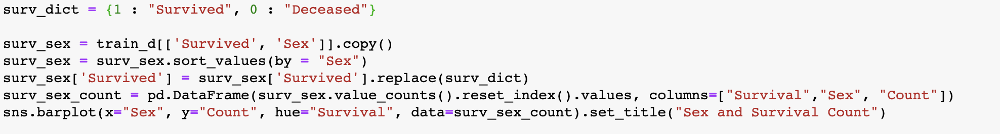 surv_dict = {1 : "Survived", 0 : "Deceased"}
surv_sex = train_d[['Survived', 'Sex']].copy()
surv_sex = surv_sex.sort_values(by = "Sex")
surv_sex['Survived'] = surv_sex['Survived'].replace(surv_dict)
surv_sex_count = pd.DataFrame(surv_sex.value_counts().reset_index().values, columns=["Survival","Sex", "Count"])
sns.barplot(x="Sex", y="Count", hue="Survival", data=surv_sex_count).set_title("Sex and Survival Count")